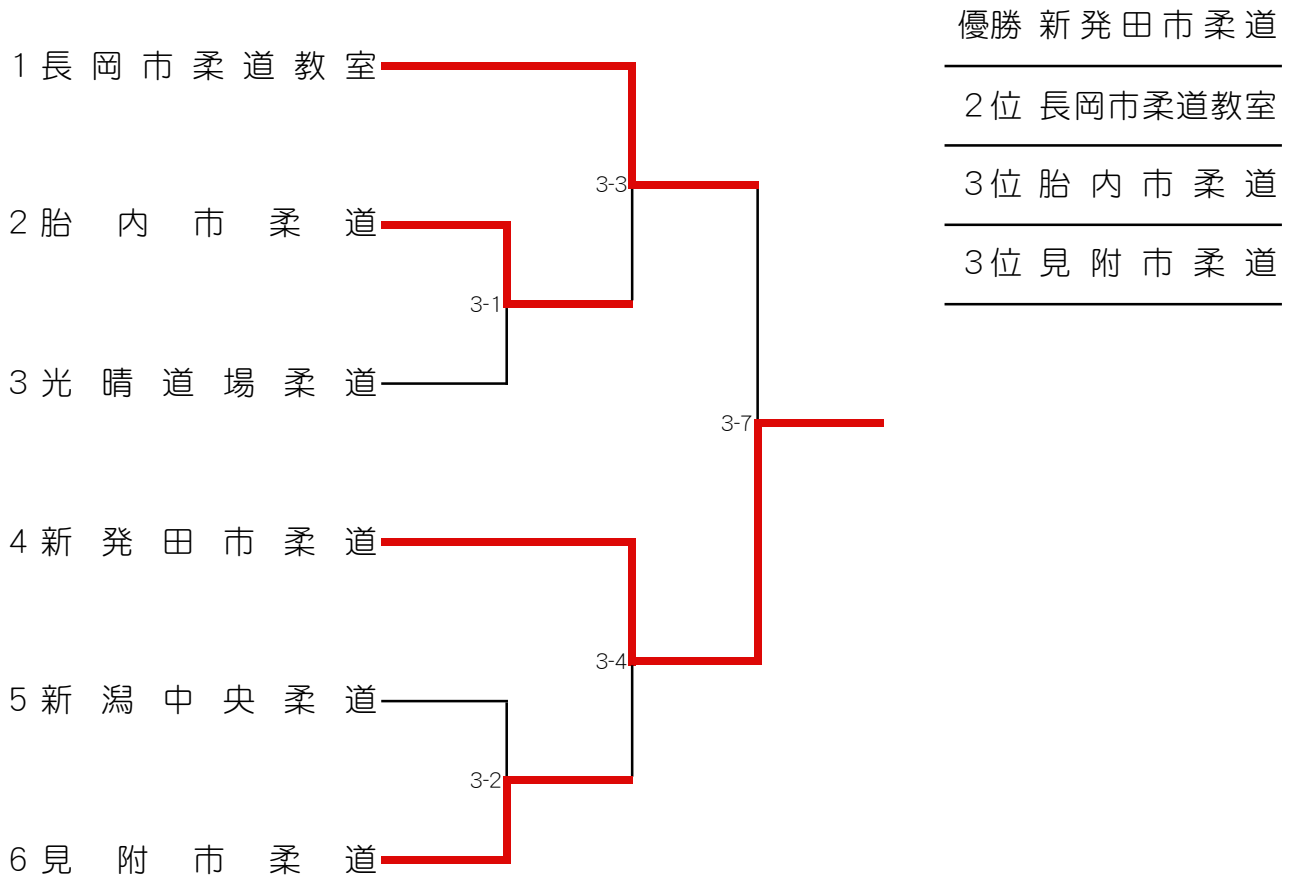 優勝 新発田市柔道
1 長岡市柔道教室
2位 長岡市柔道教室
3-3
3位 胎内市柔道
2 胎内市柔道
3位 見附市柔道
3-1
3 光晴道場柔道
3-7
4 新発田市柔道
3-4
5 新潟中央柔道
3-2
6 見附市柔道